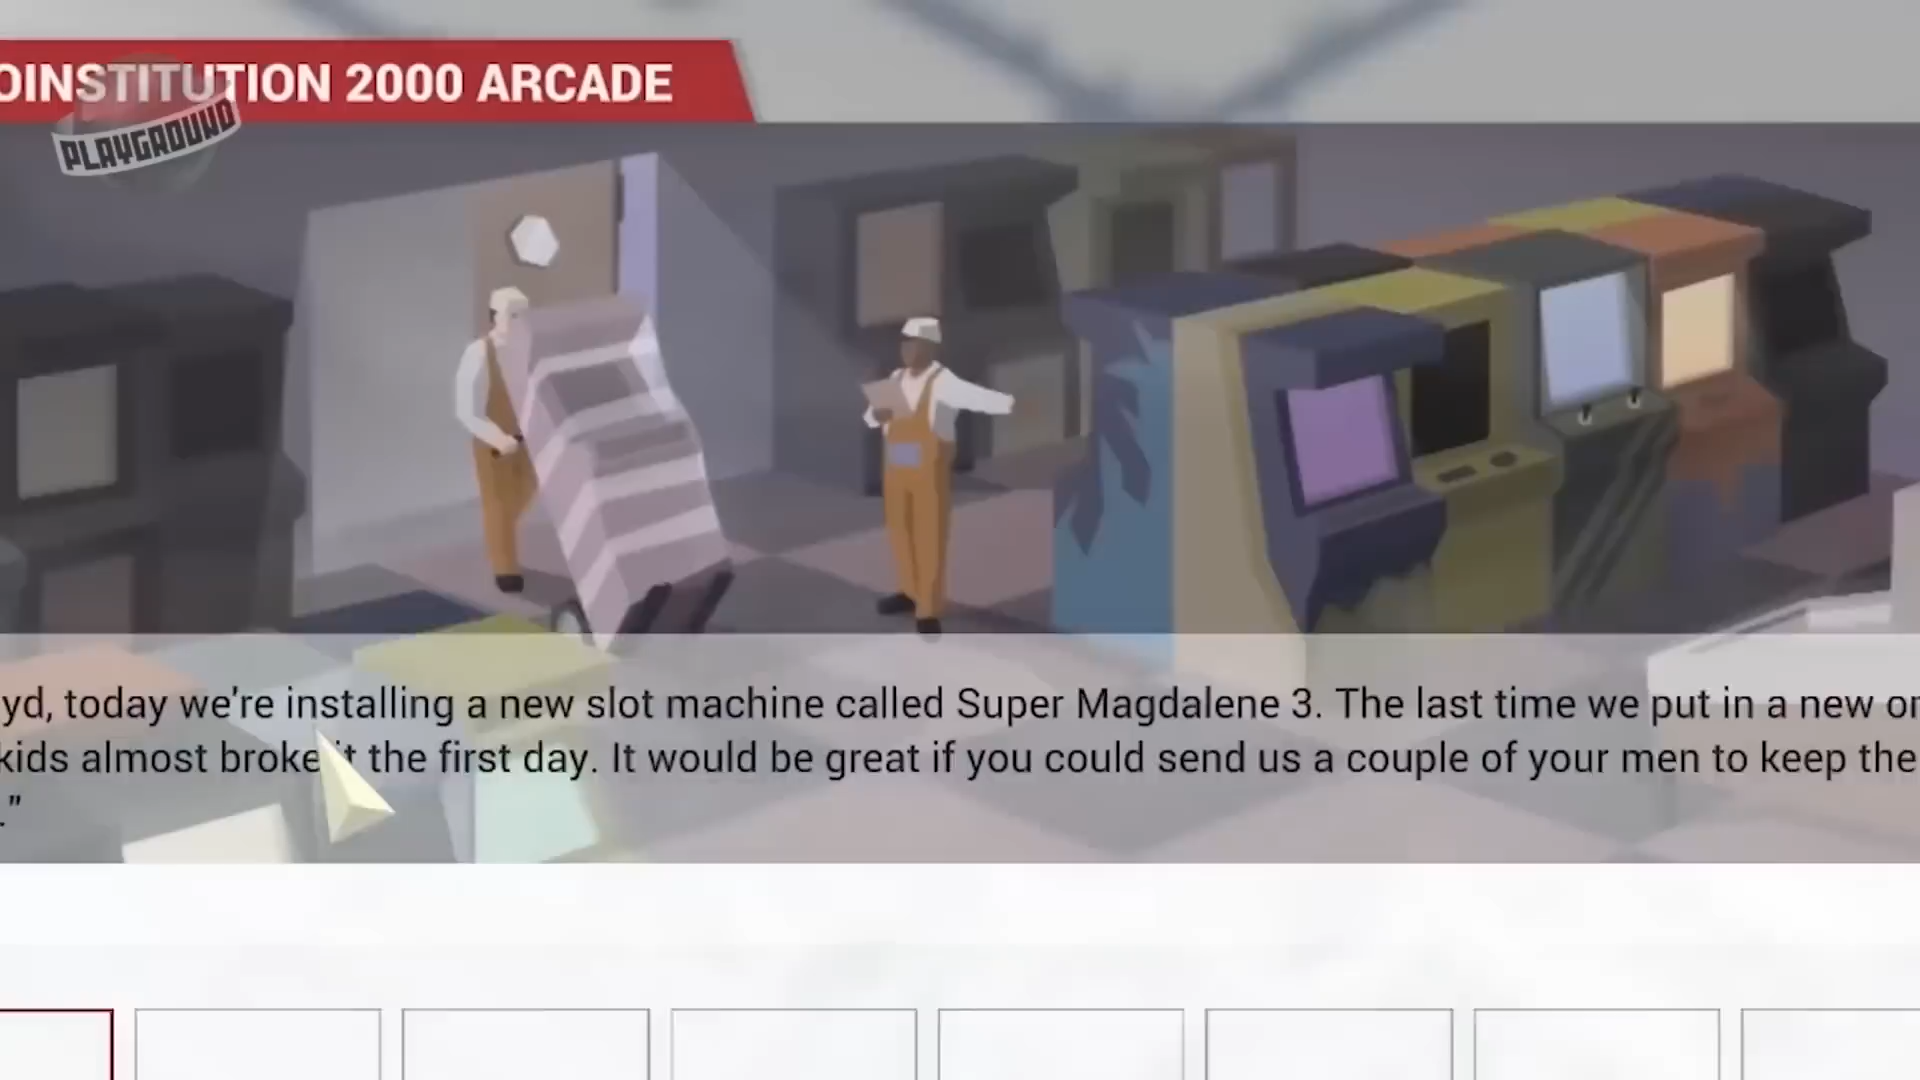 OINSTITUTION 2000 ARCADE
PLAYGROUND
yd, today we're installing a new slot machine called Super Magdalene 3. The last time we put in a new or
kids almost broke it the first day. It would be great if you could send us a couple of your men to keep the
."